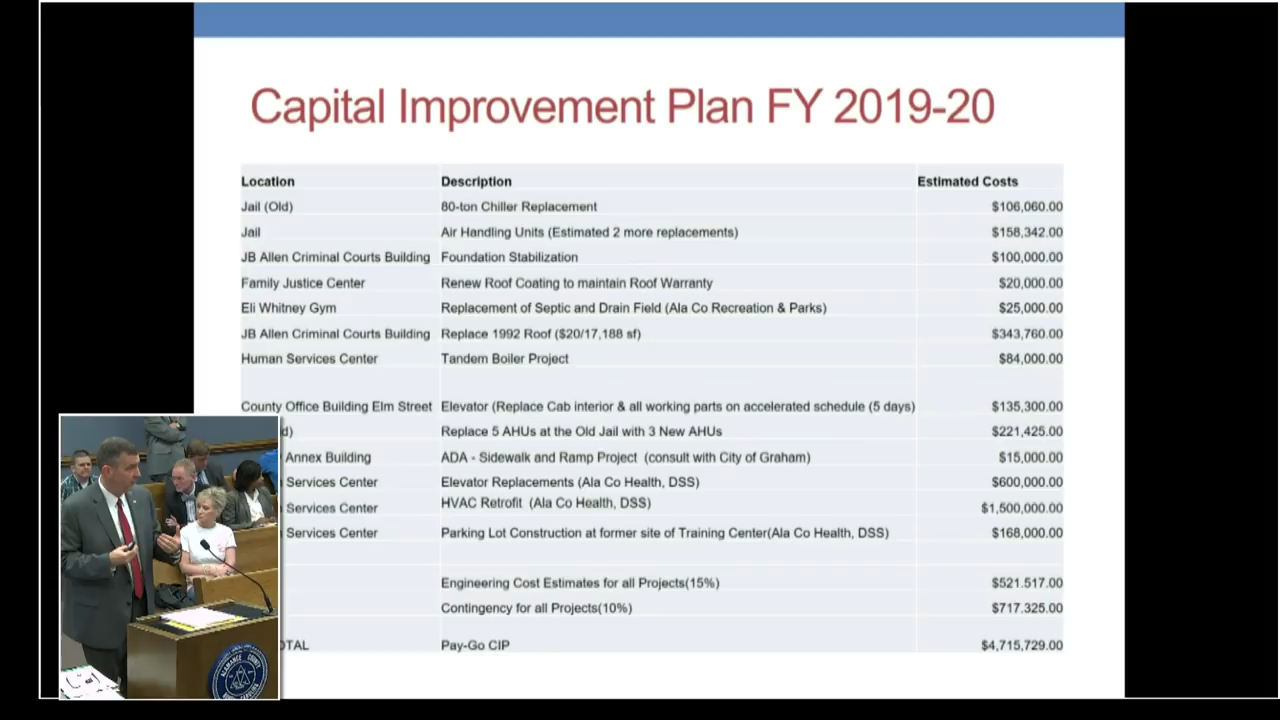 Capital Improvement Plan FY 2019-20
Location Description Estimated Costs
Jail (Old) 80-ton Chiller Replacement $106,060.00
Jail Air Handling Units (Estimated 2 more replacements) $158,342.00
JB Allen Criminal Courts Building Foundation Stabilization $100,000.00
Family Justice Center Renew Roof Coating to maintain Roof Warranty $20,000.00
Eli Whitney Gym Replacement of Septic and Drain Field (Ala Co Recreation & Parks) $25,000.00
JB Allen Criminal Courts Building Replace 1992 Roof ($20/17,188 sf) $343,760.00
Human Services Center Tandem Boiler Project $84,000.00
County Office Building Elm Street Elevator (Replace Cab interior & all working parts on accelerated schedule (5 days) $135,300.00
d) Replace 5 AHUs at the Old Jail with 3 New AHUs $221,425.00
Annex Building ADA - Sidewalk and Ramp Project (consult with City of Graham) $15,000.00
Services Center Elevator Replacements (Ala Co Health, DSS) $600,000.00
Services Center HVAC Retrofit (Ala Co Health, DSS) $1,500,000.00
Services Center Parking Lot Construction at former site of Training Center(Ala Co Health, DSS) $168,000.00
Engineering Cost Estimates for all Projects(15%) $521.517.00
Contingency for all Projects(10%) $717.325.00
OTAL Pay-Go CIP $4,715,729.00
ALAMANCE COUNTY